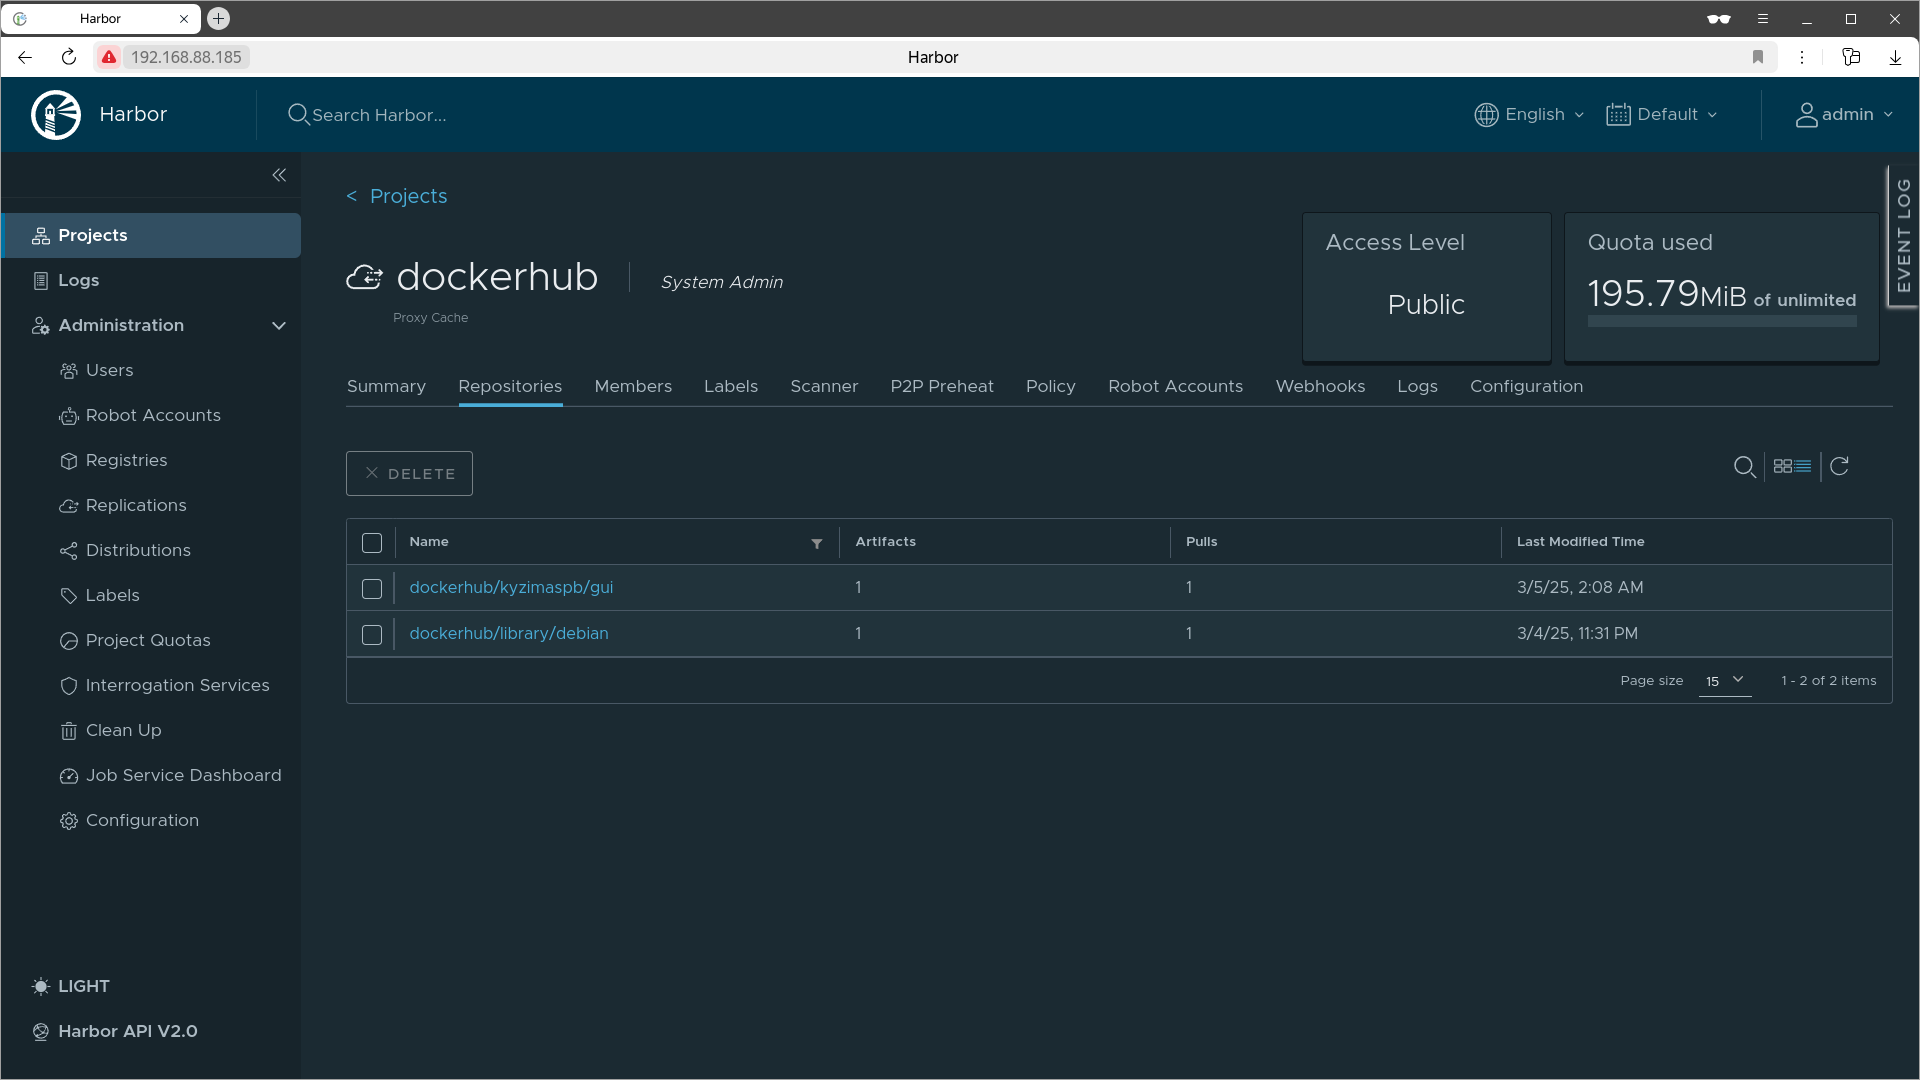 Harbor
192.168.88.185
Harbor
Harbor
Search Harbor...
English
Default
admin
Projects
Logs
Administration
Users
Robot Accounts
Registries
Replications
Distributions
Labels
Project Quotas
Interrogation Services
Clean Up
Job Service Dashboard
Configuration
LIGHT
Harbor API V2.0
< Projects
dockerhub
System Admin
Proxy Cache
Access Level
Public
Quota used
195.79MiB of unlimited
EVENT LOG
Summary Repositories Members Labels Scanner P2P Preheat Policy Robot Accounts Webhooks Logs Configuration
DELETE
Name Artifacts Pulls Last Modified Time
dockerhub/kyzimaspb/gui 1 1 3/5/25, 2:08 AM
dockerhub/library/debian 1 1 3/4/25, 11:31 PM
Page size 15 1 - 2 of 2 items